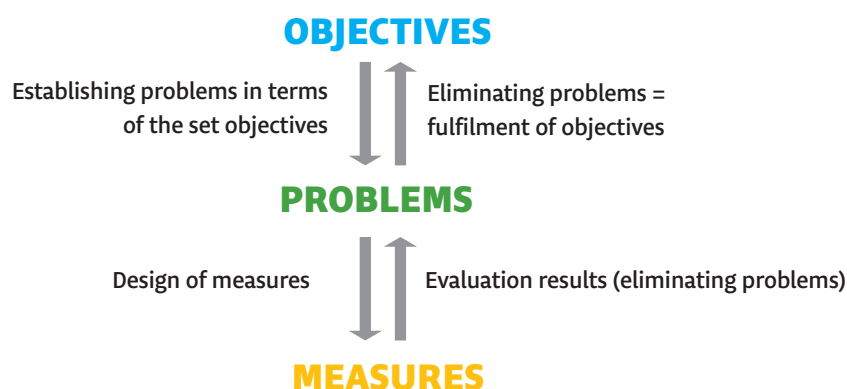 OBJECTIVES
Establishing problems in terms
of the set objectives
Eliminating problems =
fulfilment of objectives
PROBLEMS
Design of measures
Evaluation results (eliminating problems)
MEASURES